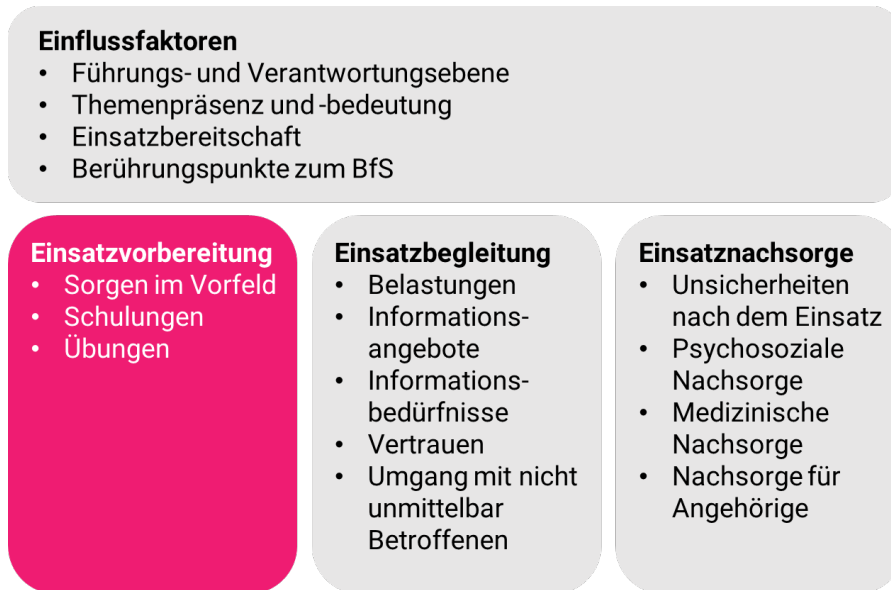 Einflussfaktoren
• Führungs- und Verantwortungsebene
• Themenpräsenz und -bedeutung
• Einsatzbereitschaft
• Berührungspunkte zum BfS
Einsatzvorbereitung
• Sorgen im Vorfeld
• Schulungen
• Übungen
Einsatzbegleitung
• Belastungen
• Informations-
angebote
• Informations-
bedürfnisse
• Vertrauen
• Umgang mit nicht
unmittelbar
Betroffenen
Einsatznachsorge
• Unsicherheiten
nach dem Einsatz
• Psychosoziale
Nachsorge
• Medizinische
Nachsorge
• Nachsorge für
Angehörige